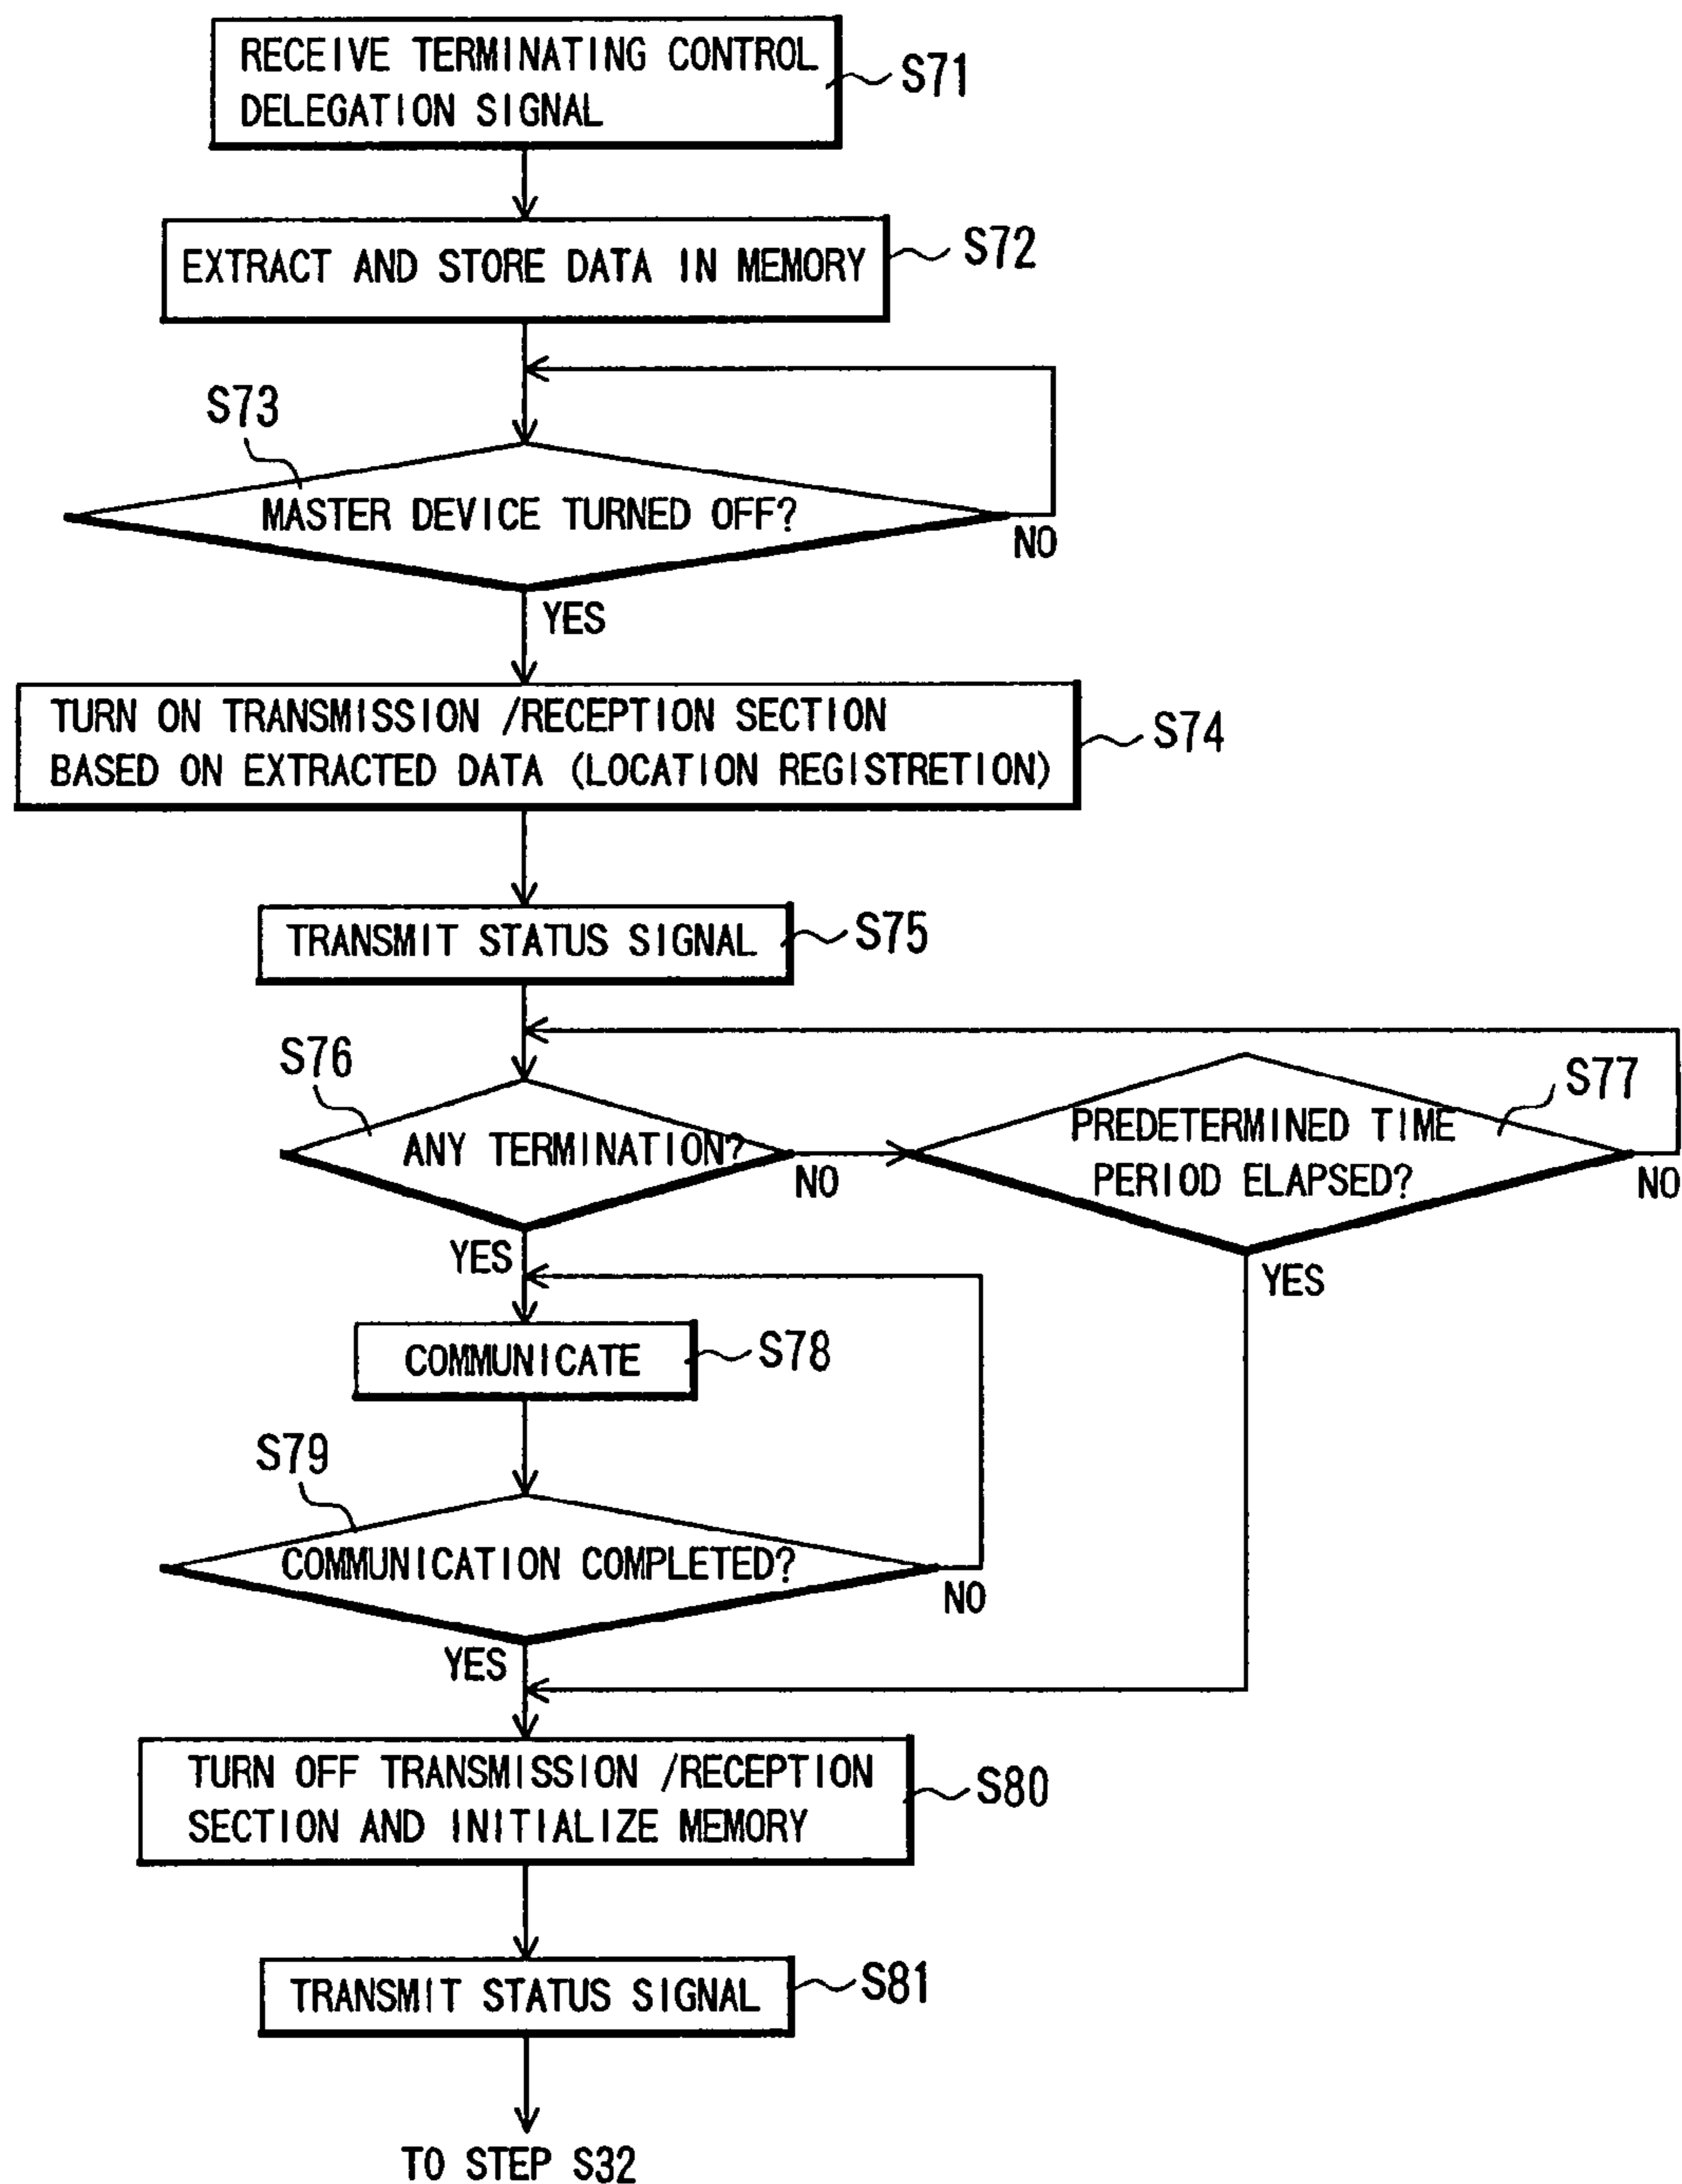 RECEIVE TERMINATING CONTROL
DELEGATION SIGNAL
S71
EXTRACT AND STORE DATA IN MEMORY
S72
S73
MASTER DEVICE TURNED OFF?
NO
YES
TURN ON TRANSMISSION /RECEPTION SECTION
BASED ON EXTRACTED DATA (LOCATION REGISTRETION)
S74
TRANSMIT STATUS SIGNAL
S75
S76
ANY TERMINATION?
NO
YES
S77
PREDETERMINED TIME
PERIOD ELAPSED?
NO
YES
COMMUNICATE
S78
S79
COMMUNICATION COMPLETED?
NO
YES
TURN OFF TRANSMISSION /RECEPTION
SECTION AND INITIALIZE MEMORY
S80
TRANSMIT STATUS SIGNAL
S81
TO STEP S32